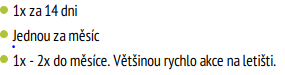 1x za 14 dni
Jednou za měsíc
1x - 2x do měsíce. Většinou rychlo akce na letišti.